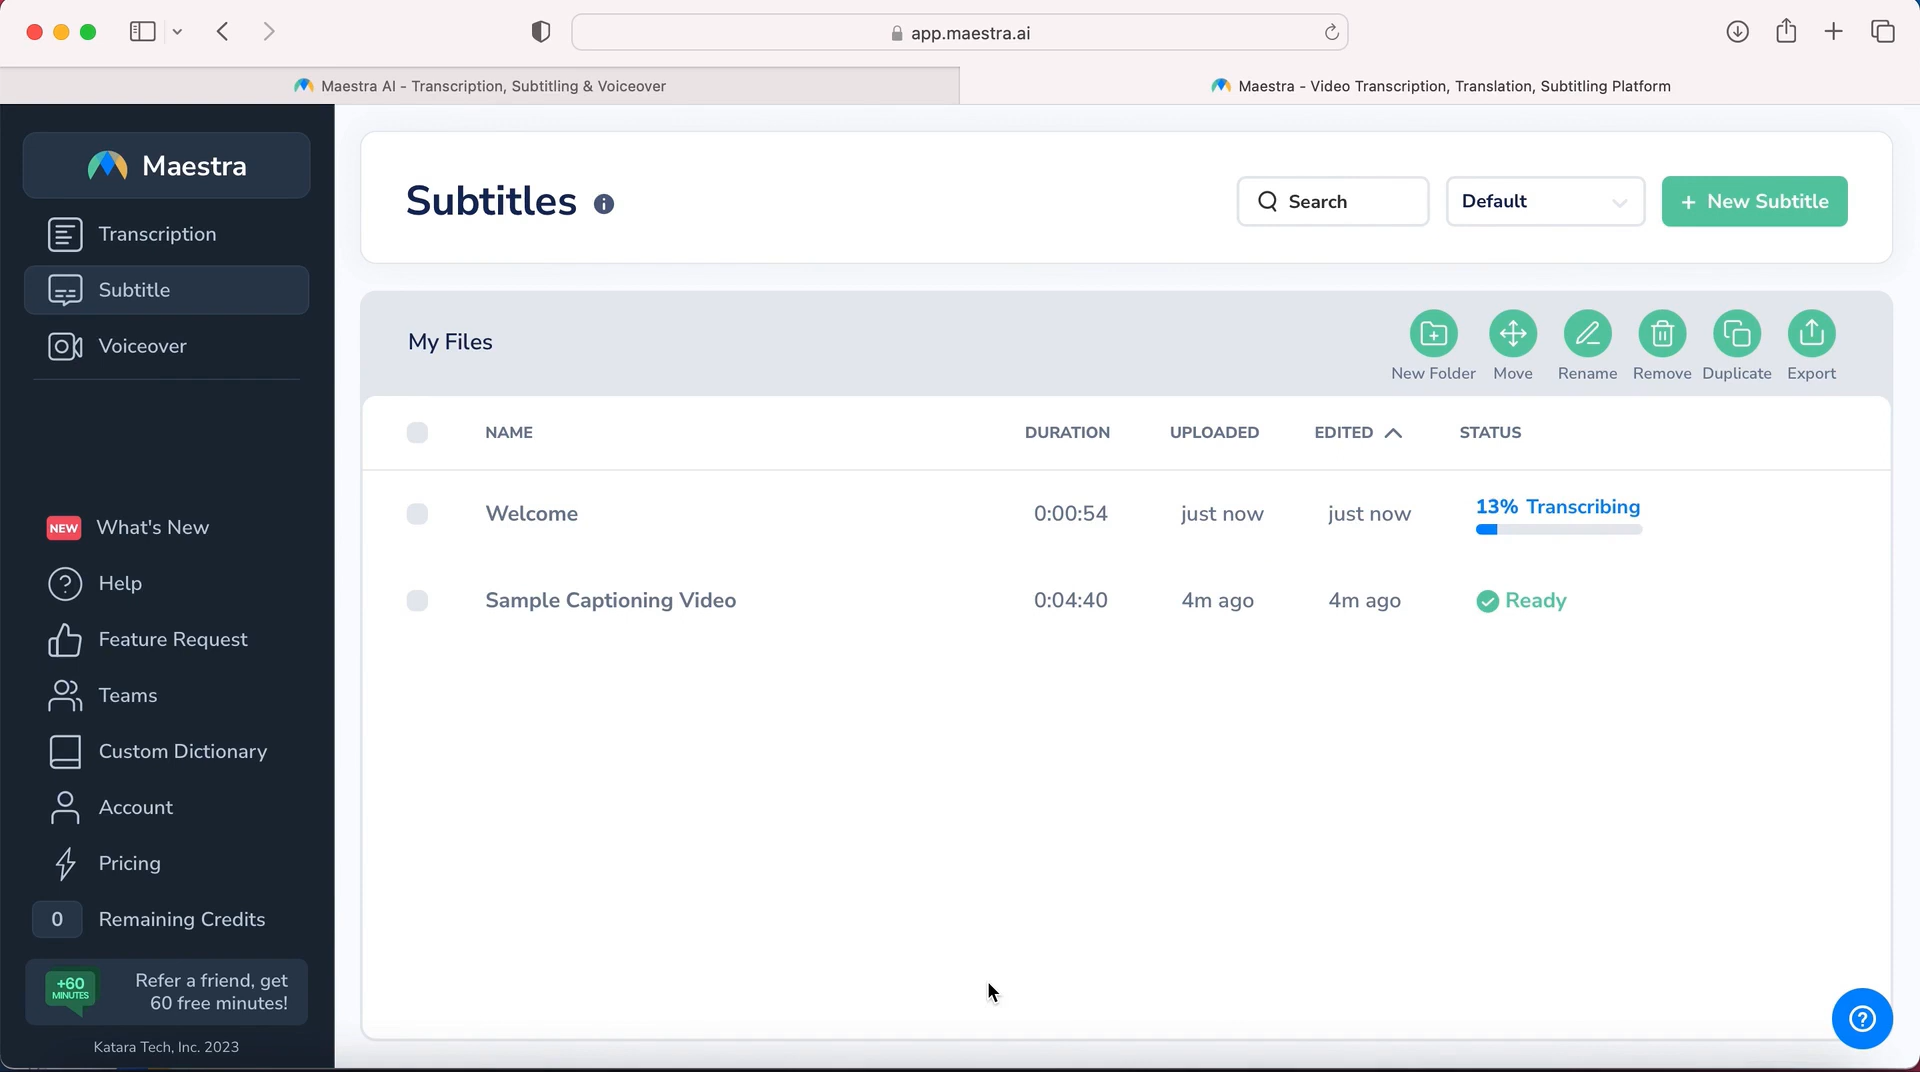 app.maestra.ai
Maestra AI - Transcription, Subtitling & Voiceover
Maestra - Video Transcription, Translation, Subtitling Platform
Maestra
Transcription
Subtitle
Voiceover
NEW What's New
Help
Feature Request
Teams
Custom Dictionary
Account
Pricing
0 Remaining Credits
+60 MINUTES
Refer a friend, get
60 free minutes!
Katara Tech, Inc. 2023
Subtitles
Search
Default
+ New Subtitle
My Files
New Folder Move Rename Remove Duplicate Export
NAME DURATION UPLOADED EDITED STATUS
Welcome 0:00:54 just now just now 13% Transcribing
Sample Captioning Video 0:04:40 4m ago 4m ago Ready